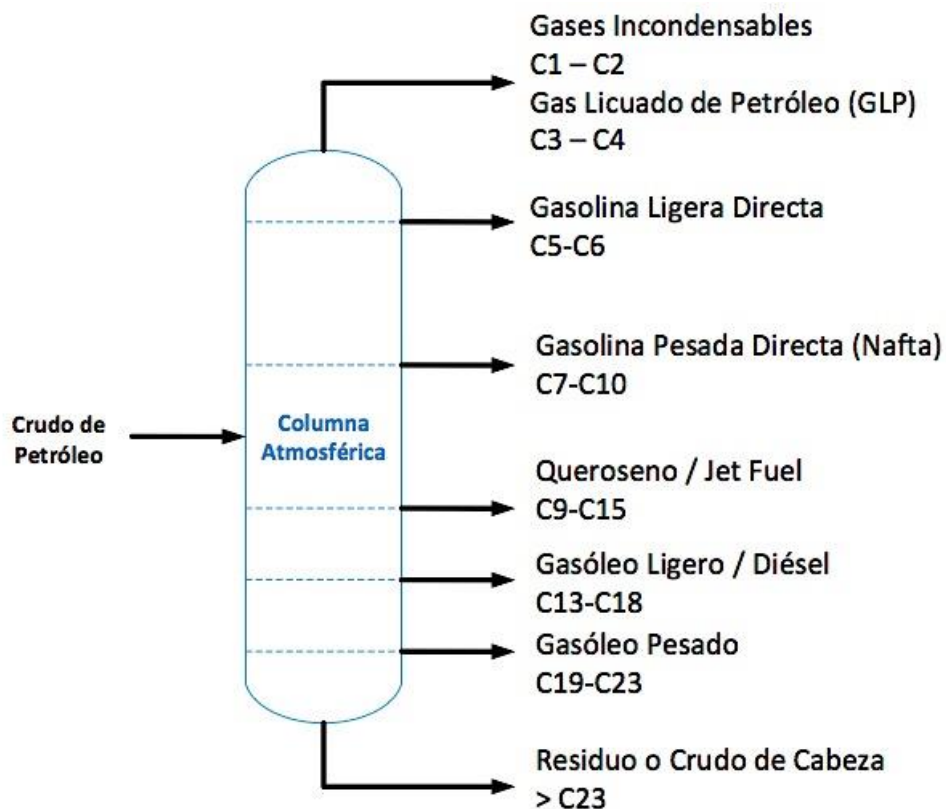 Gases Incondensables
C1 – C2
Gas Licuado de Petróleo (GLP)
C3 – C4
Gasolina Ligera Directa
C5-C6
Gasolina Pesada Directa (Nafta)
C7-C10
Crudo de
Petróleo
Columna
Atmosférica
Queroseno / Jet Fuel
C9-C15
Gasóleo Ligero / Diésel
C13-C18
Gasóleo Pesado
C19-C23
Residuo o Crudo de Cabeza
> C23